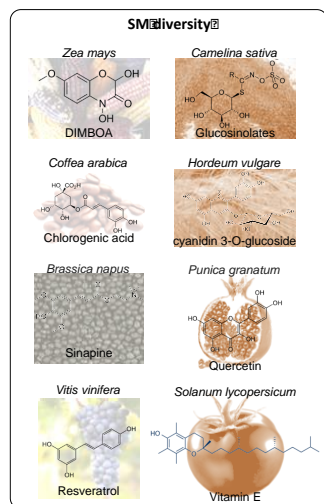 SM diversity
Zea mays
Camelina sativa
DIMBOA
Glucosinolates
Coffea arabica
Hordeum vulgare
Chlorogenic acid
cyanidin 3-O-glucoside
Brassica napus
Punica granatum
Sinapine
Quercetin
Vitis vinifera
Solanum lycopersicum
Resveratrol
Vitamin E